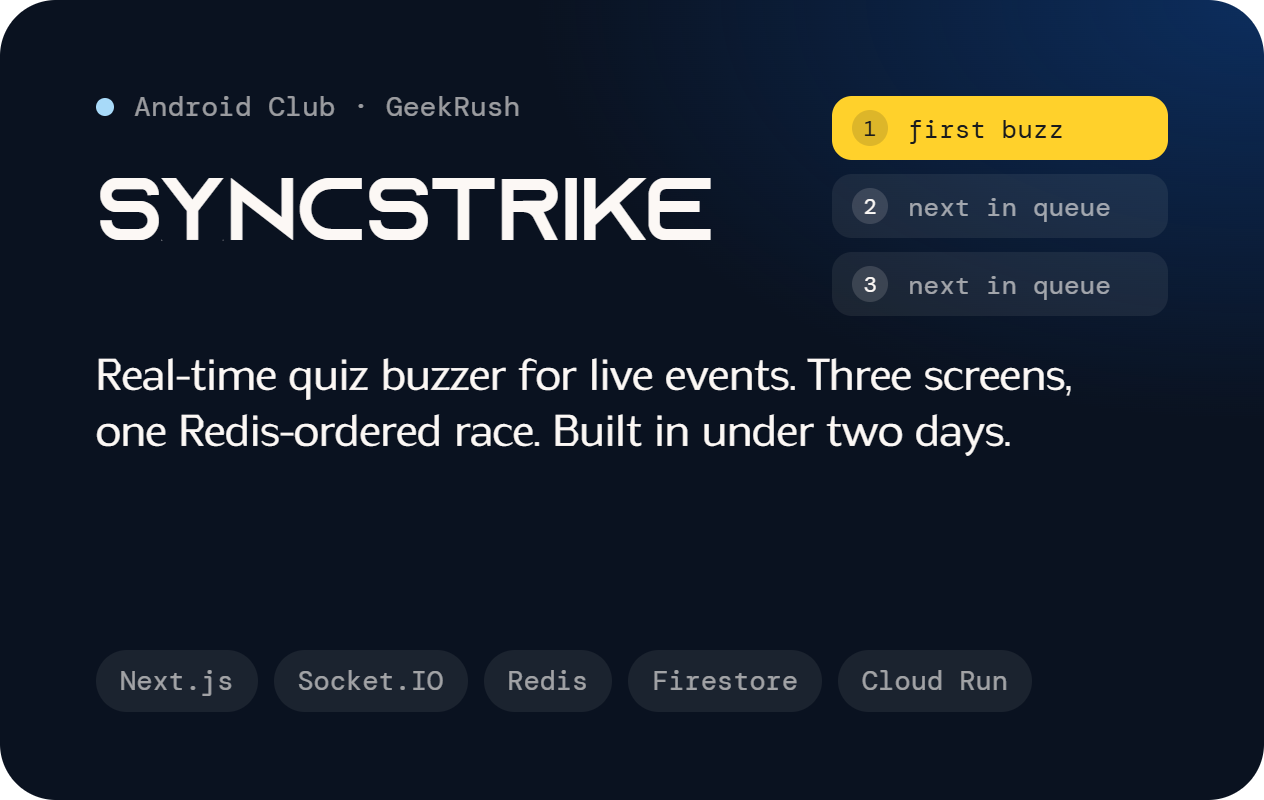 Android Club · GeekRush
SYNCSTRIKE
1 first buzz
2 next in queue
3 next in queue
Real-time quiz buzzer for live events. Three screens,
one Redis-ordered race. Built in under two days.
Next.js Socket.IO Redis Firestore Cloud Run